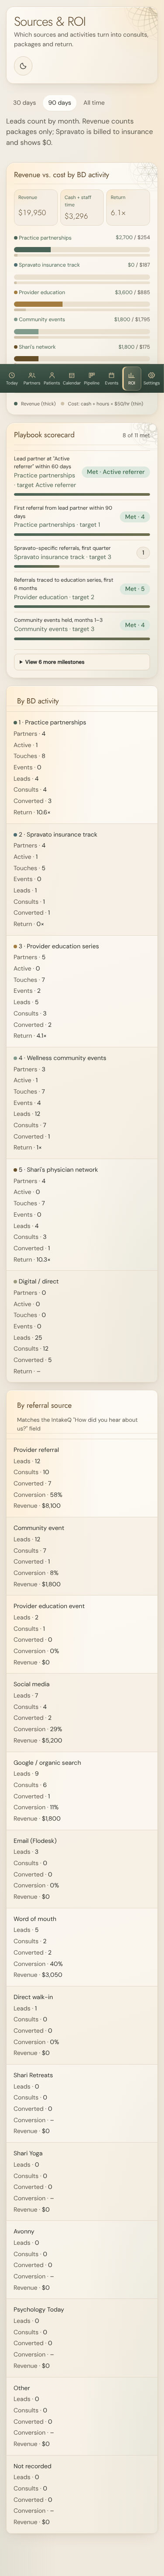 Sources & ROI
Which sources and activities turn into consults,
packages and return.
30 days 90 days All time
Leads count by month. Revenue counts
packages only; Spravato is billed to insurance
and shows $0.
Revenue vs. cost by BD activity
Revenue
$19,950
Cash + staff
time
$3,296
Return
6.1×
Practice partnerships $2,700 / $254
Spravato insurance track $0 / $187
Provider education $3,600 / $885
Community events $1,800 / $1,795
Shari's network $1,800 / $175
Today Partners Patients Calendar Pipeline Events ROI Settings
Revenue (thick) Cost: cash + hours × $50/hr (thin)
Playbook scorecard 8 of 11 met
Lead partner at "Active
referrer" within 60 days
Practice partnerships
· target Active referrer
Met · Active referrer
First referral from lead partner within 90
days
Practice partnerships · target 1
Met · 4
Spravato-specific referrals, first quarter
Spravato insurance track · target 3
1
Referrals traced to education series, first
6 months
Provider education · target 2
Met · 5
Community events held, months 1–3
Community events · target 3
Met · 4
View 6 more milestones
By BD activity
1 · Practice partnerships
Partners · 4
Active · 1
Touches · 8
Events · 0
Leads · 4
Consults · 4
Converted · 3
Return · 10.6×
2 · Spravato insurance track
Partners · 4
Active · 1
Touches · 5
Events · 0
Leads · 1
Consults · 1
Converted · 1
Return · 0×
3 · Provider education series
Partners · 5
Active · 0
Touches · 7
Events · 2
Leads · 5
Consults · 3
Converted · 2
Return · 4.1×
4 · Wellness community events
Partners · 3
Active · 1
Touches · 7
Events · 4
Leads · 12
Consults · 7
Converted · 1
Return · 1×
5 · Shari's physician network
Partners · 4
Active · 0
Touches · 7
Events · 0
Leads · 4
Consults · 3
Converted · 1
Return · 10.3×
Digital / direct
Partners · 0
Active · 0
Touches · 0
Events · 0
Leads · 25
Consults · 12
Converted · 5
Return · –
By referral source
Matches the IntakeQ "How did you hear about
us?" field
Provider referral
Leads · 12
Consults · 10
Converted · 7
Conversion · 58%
Revenue · $8,100
Community event
Leads · 12
Consults · 7
Converted · 1
Conversion · 8%
Revenue · $1,800
Provider education event
Leads · 2
Consults · 1
Converted · 0
Conversion · 0%
Revenue · $0
Social media
Leads · 7
Consults · 4
Converted · 2
Conversion · 29%
Revenue · $5,200
Google / organic search
Leads · 9
Consults · 6
Converted · 1
Conversion · 11%
Revenue · $1,800
Email (Flodesk)
Leads · 3
Consults · 0
Converted · 0
Conversion · 0%
Revenue · $0
Word of mouth
Leads · 5
Consults · 2
Converted · 2
Conversion · 40%
Revenue · $3,050
Direct walk-in
Leads · 1
Consults · 0
Converted · 0
Conversion · 0%
Revenue · $0
Shari Retreats
Leads · 0
Consults · 0
Converted · 0
Conversion · –
Revenue · $0
Shari Yoga
Leads · 0
Consults · 0
Converted · 0
Conversion · –
Revenue · $0
Avonny
Leads · 0
Consults · 0
Converted · 0
Conversion · –
Revenue · $0
Psychology Today
Leads · 0
Consults · 0
Converted · 0
Conversion · –
Revenue · $0
Other
Leads · 0
Consults · 0
Converted · 0
Conversion · –
Revenue · $0
Not recorded
Leads · 0
Consults · 0
Converted · 0
Conversion · –
Revenue · $0